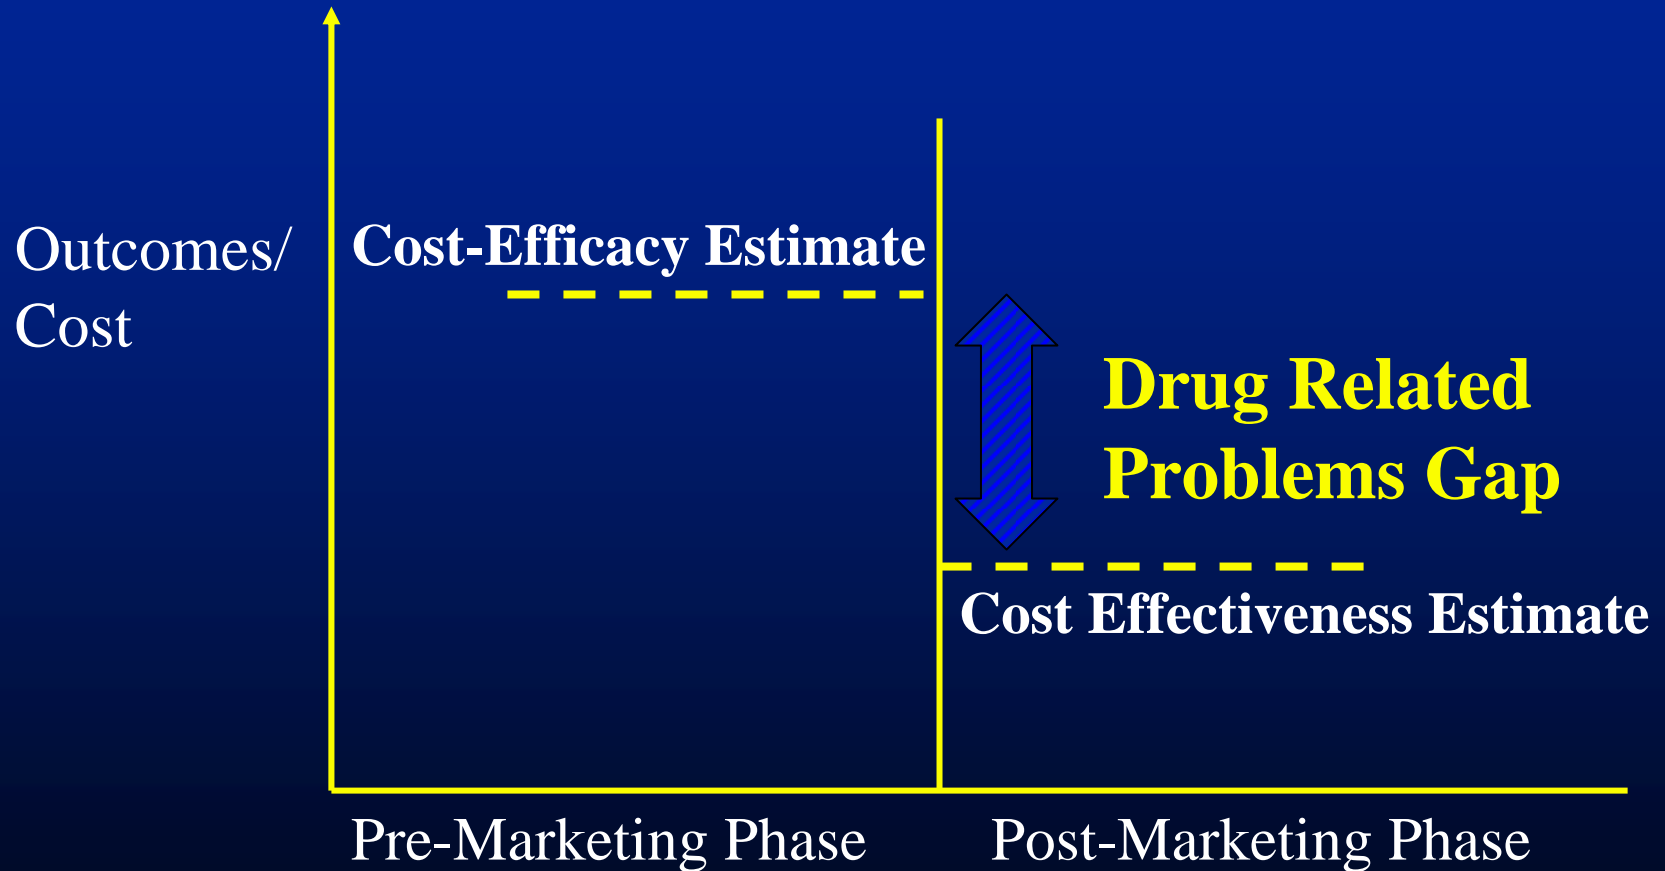 Outcomes/
Cost
Cost-Efficacy Estimate
Drug Related
Problems Gap
Cost Effectiveness Estimate
Pre-Marketing Phase
Post-Marketing Phase